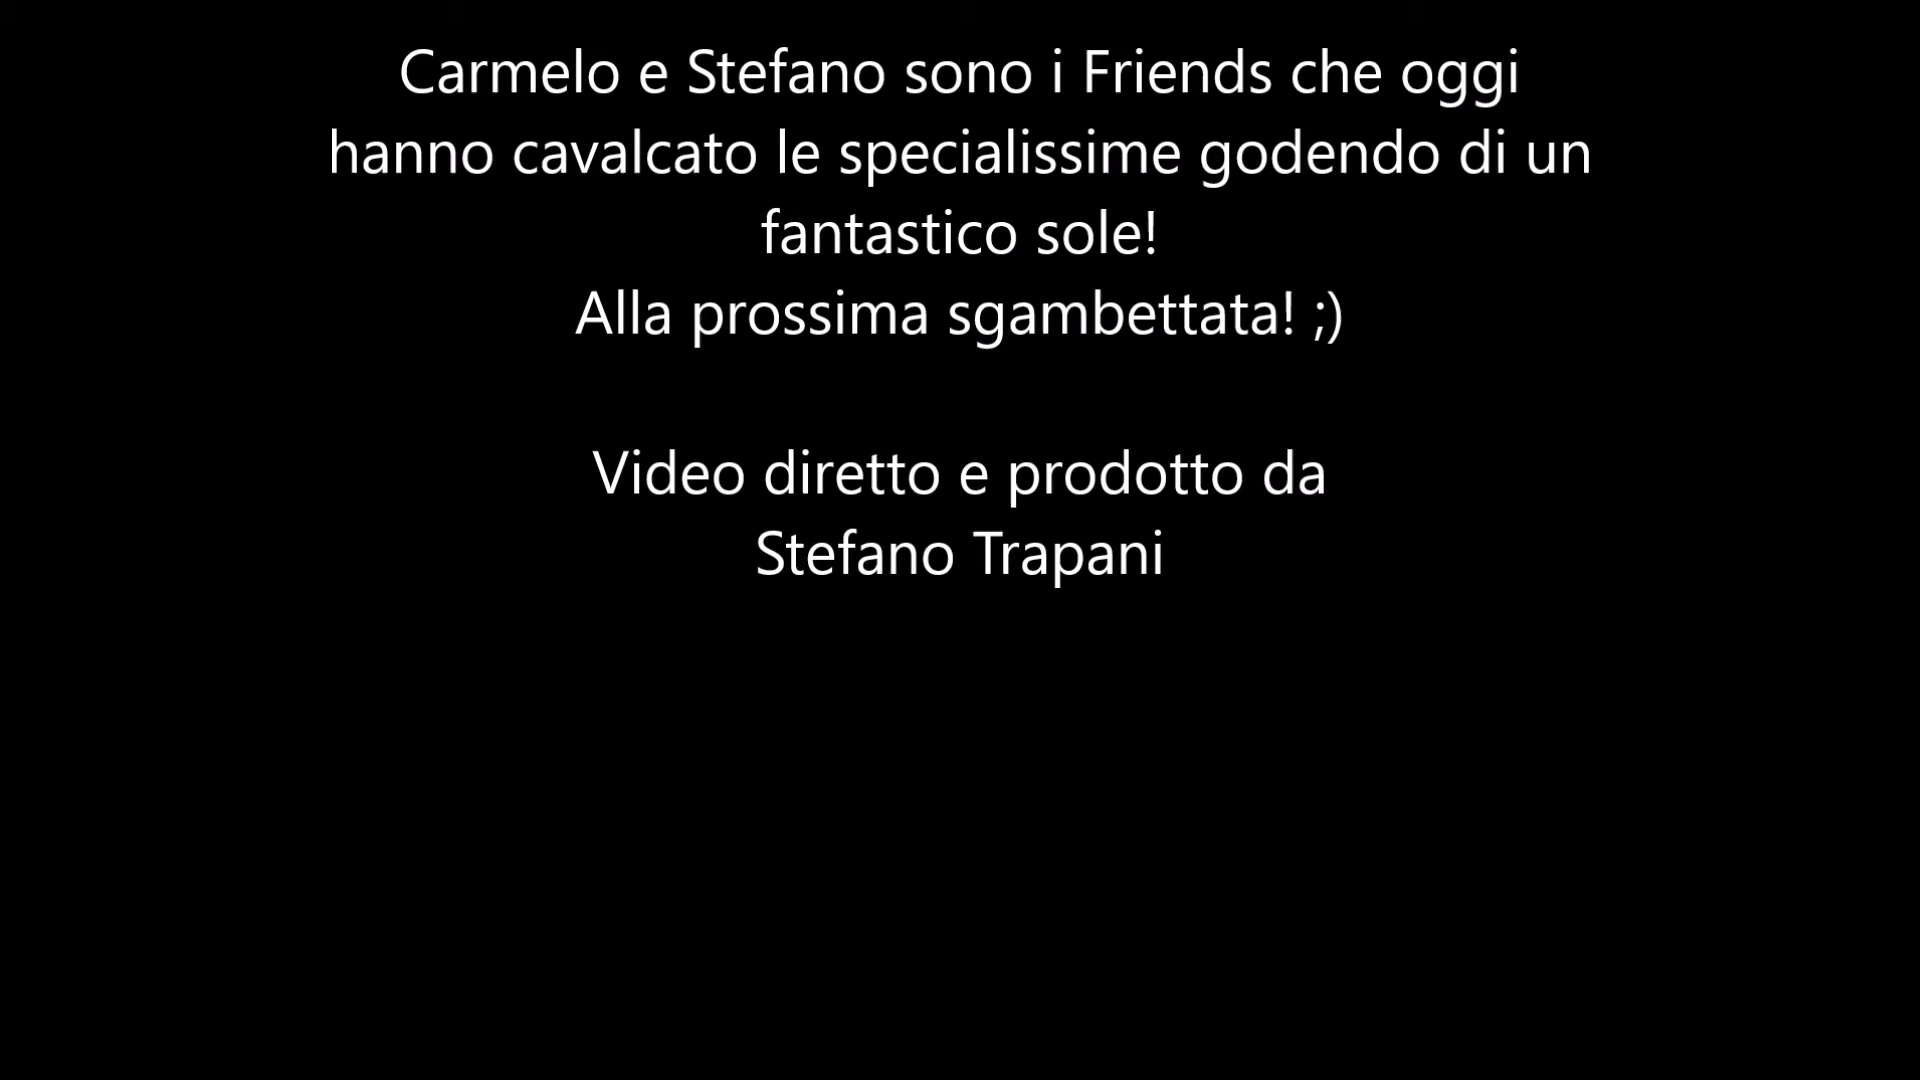 Carmelo e Stefano sono i Friends che oggi
hanno cavalcato le specialissime godendo di un
fantastico sole!
Alla prossima sgambettata! ;)
Video diretto e prodotto da
Stefano Trapani